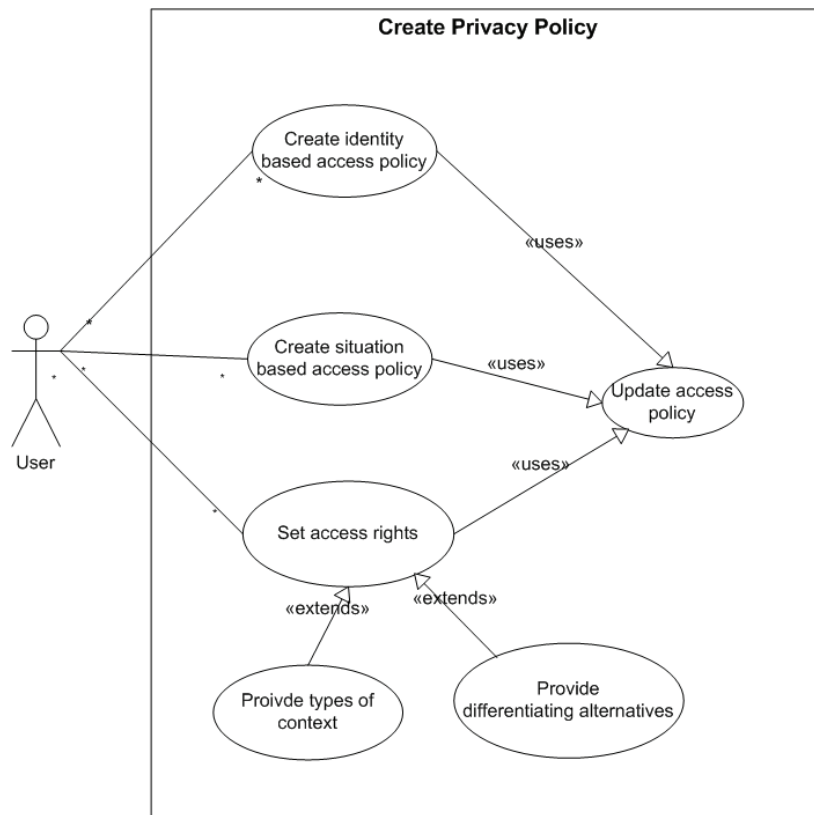 Create Privacy Policy
Create identity
based access policy
*
«uses»
*
Create situation
based access policy
«uses»
*
*
*
Update access
policy
User
«uses»
*
Set access rights
«extends»
«extends»
Proivde types of
context
Provide
differentiating alternatives